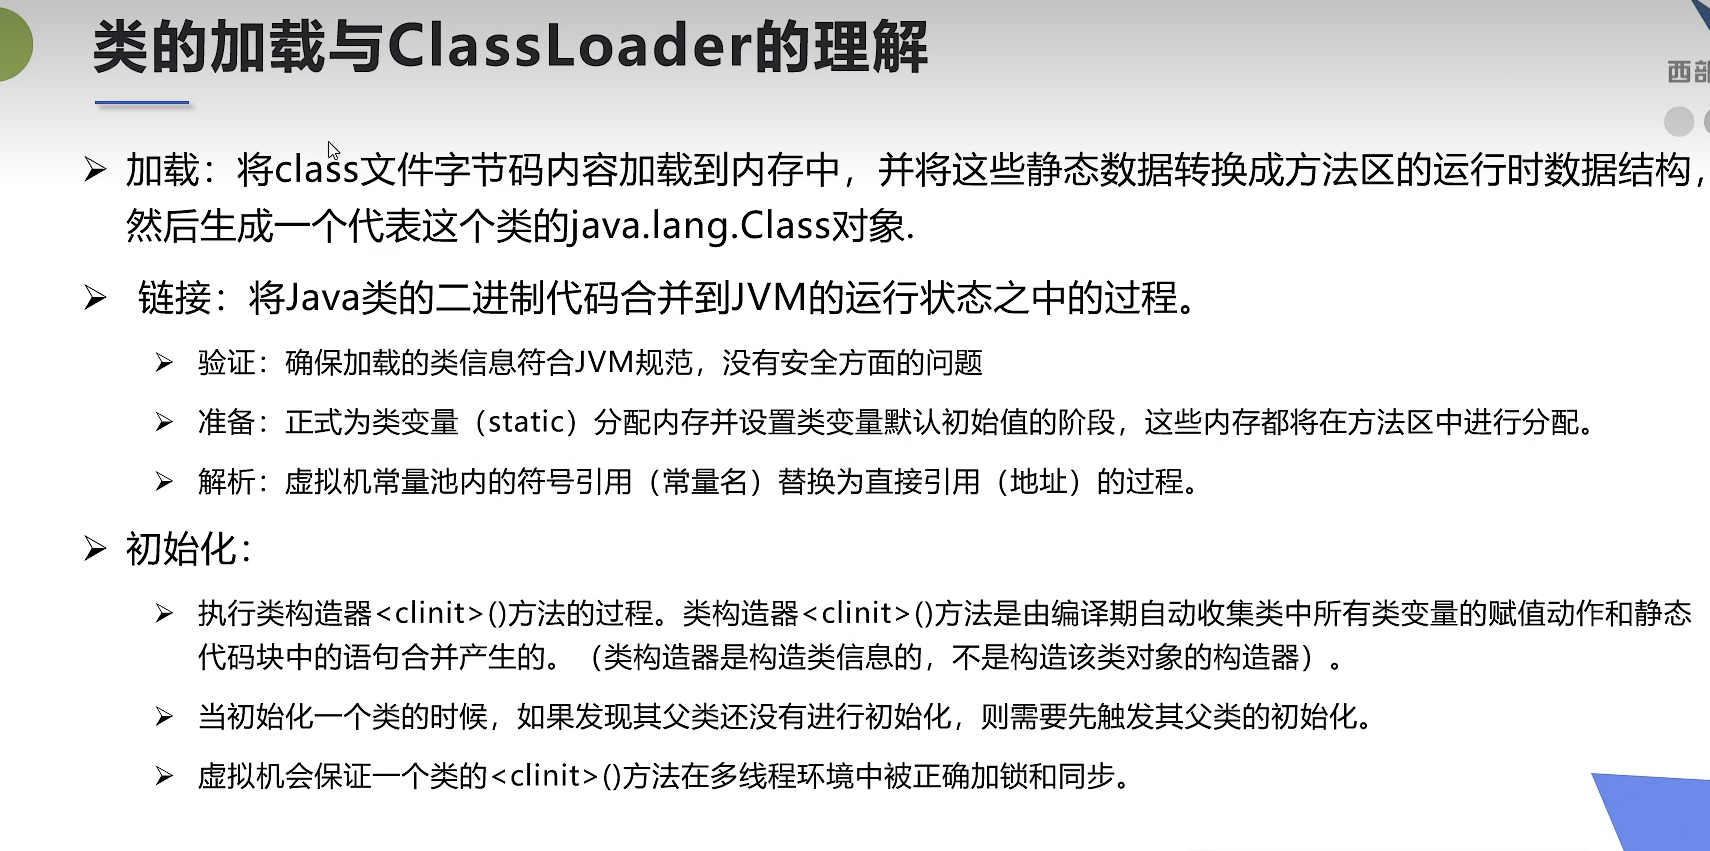 类的加载与ClassLoader的理解
西部
加载：将class文件字节码内容加载到内存中，并将这些静态数据转换成方法区的运行时数据结构，
然后生成一个代表这个类的java.lang.Class对象.
链接：将Java类的二进制代码合并到JVM的运行状态之中的过程。
验证：确保加载的类信息符合JVM规范，没有安全方面的问题
准备：正式为类变量（static）分配内存并设置类变量默认初始值的阶段，这些内存都将在方法区中进行分配。
解析：虚拟机常量池内的符号引用（常量名）替换为直接引用（地址）的过程。
初始化：
执行类构造器<clinit>()方法的过程。类构造器<clinit>()方法是由编译期自动收集类中所有类变量的赋值动作和静态
代码块中的语句合并产生的。（类构造器是构造类信息的，不是构造该类对象的构造器）。
当初始化一个类的时候，如果发现其父类还没有进行初始化，则需要先触发其父类的初始化。
虚拟机会保证一个类的<clinit>()方法在多线程环境中被正确加锁和同步。